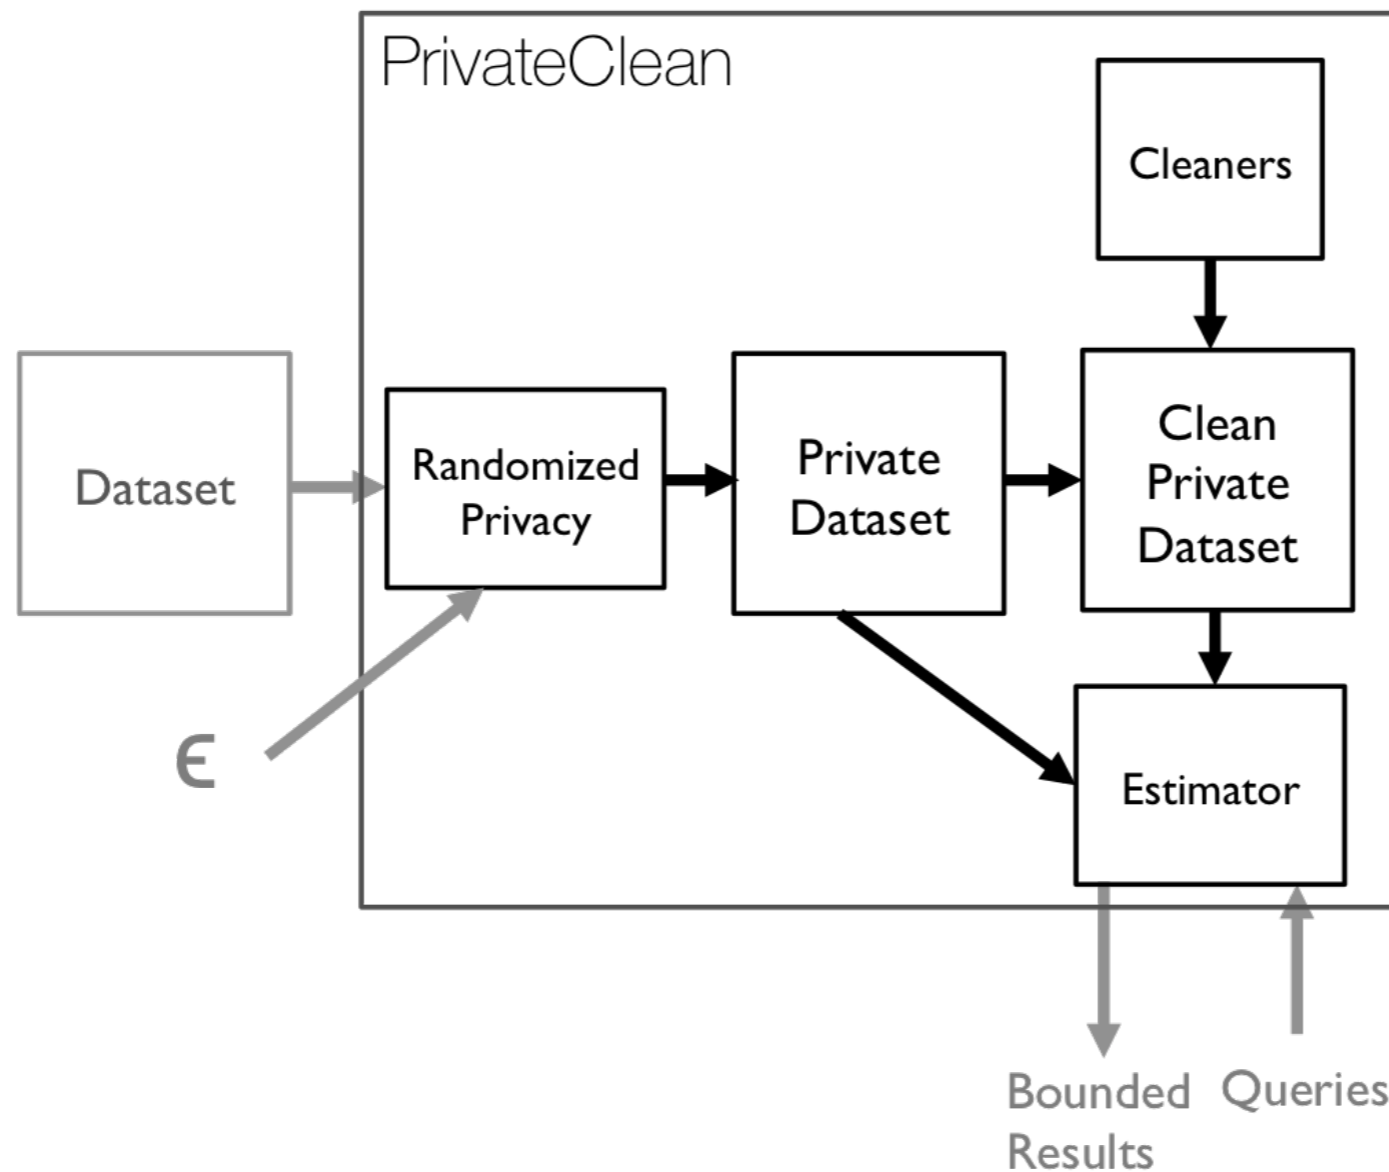 PrivateClean
Cleaners
Dataset
Randomized
Privacy
Private
Dataset
Clean
Private
Dataset
ϵ
Estimator
Bounded
Results
Queries